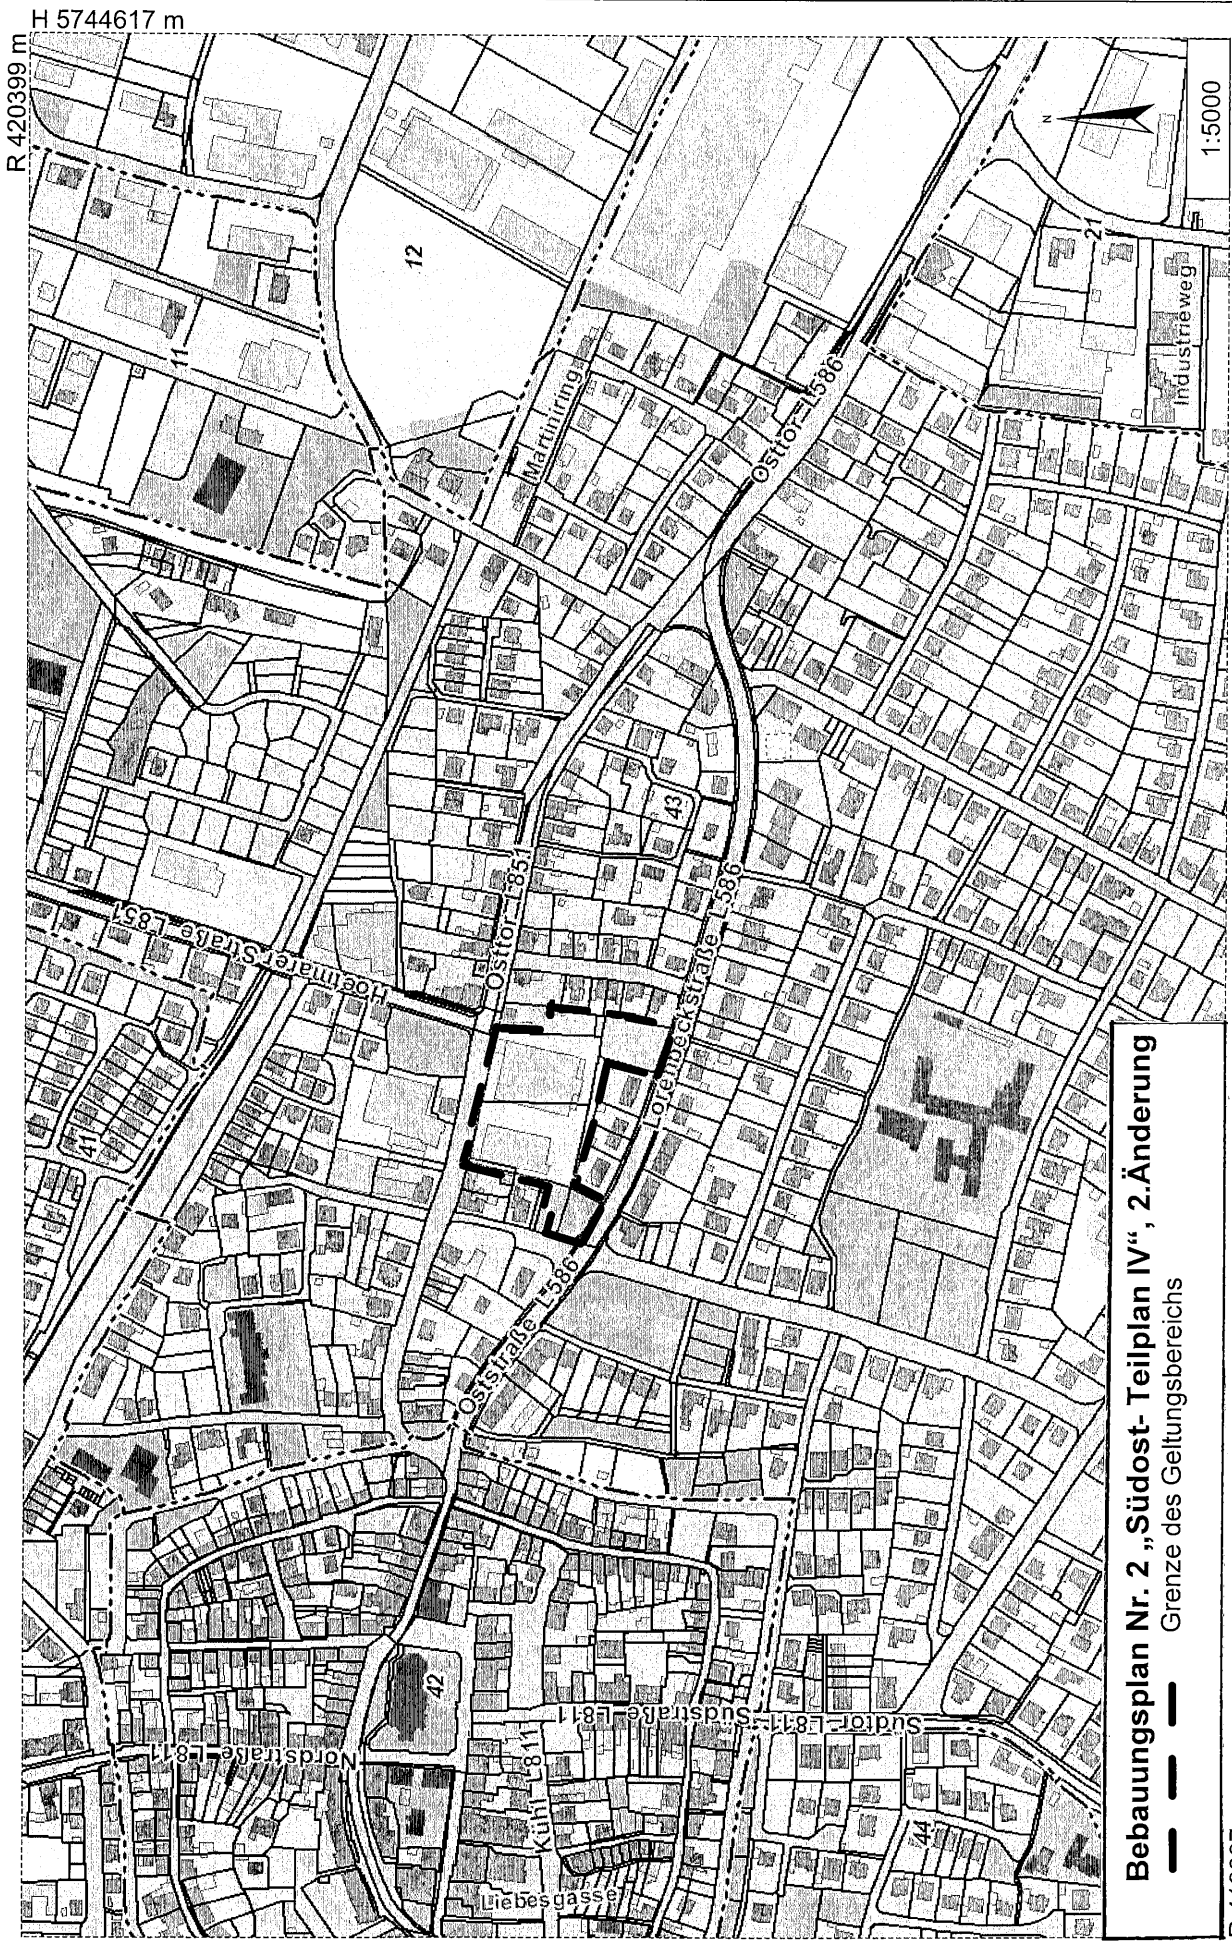 H 5744617 m
R 420399 m
1:5000
N
12
11
21
Industrieweg
Martiniring
Osttor L586
Osttor L851
43
Hoetmarer Straße L851
Lorenbeckstraße L586
41
Oststraße L586
42
Nordstraße L811
Kühl L811
Südstraße L811
Südtor L811
Liebesgasse
44
Bebauungsplan Nr. 2 „Südost- Teilplan IV“, 2.Änderung
Grenze des Geltungsbereichs